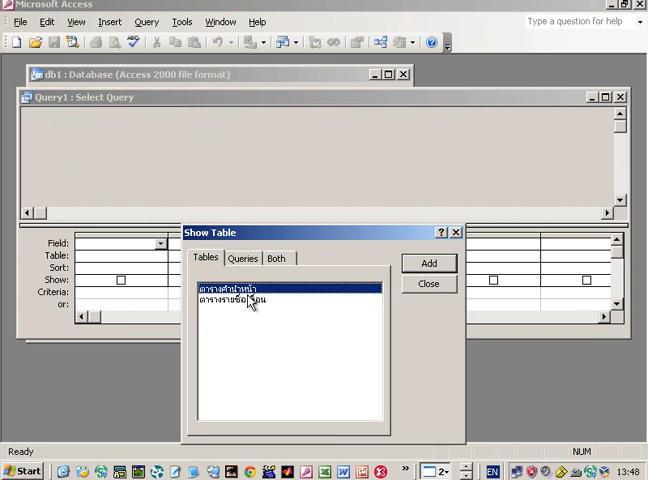 Microsoft Access
File Edit View Insert Query Tools Window Help
Type a question for help
db1 : Database (Access 2000 file format)
Query1 : Select Query
Show Table
Field:
Table:
Sort:
Show:
Criteria:
or:
Tables Queries Both
Add
Close
ตารางคำนำหน้า
Ready
NUM
Start
2
EN
13:48